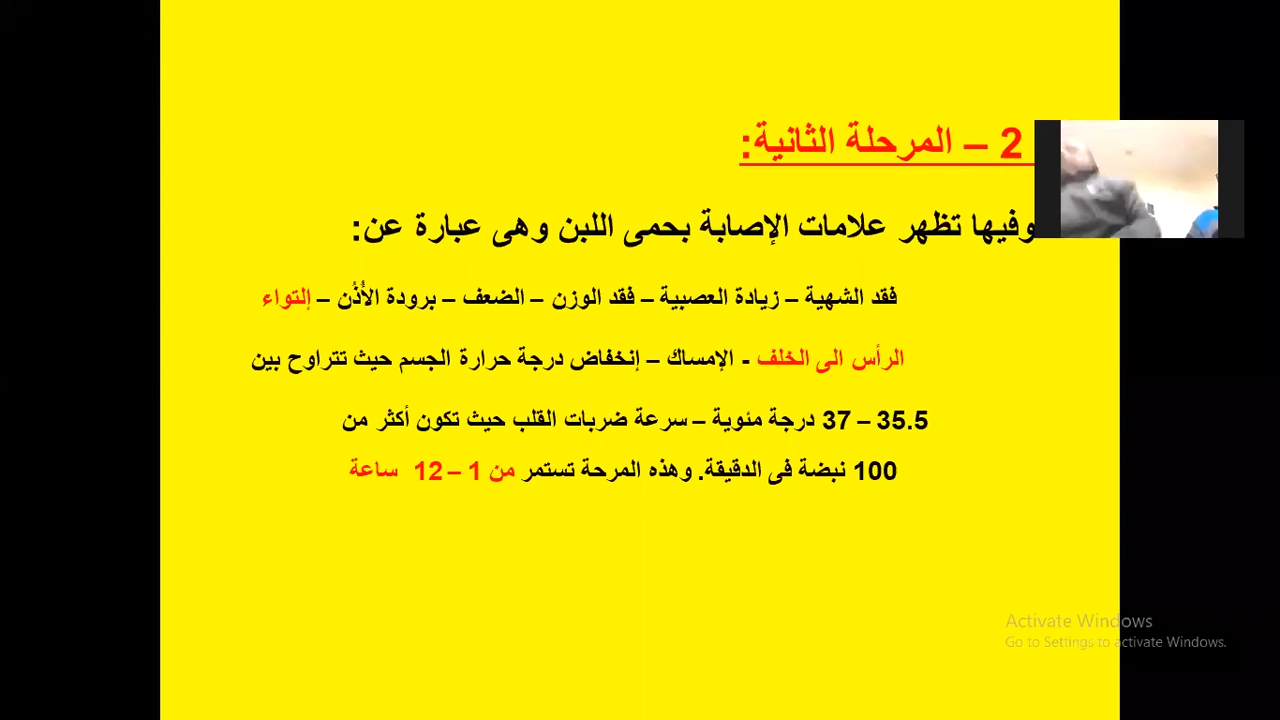 2 – المرحلة الثانية:
وفيها تظهر علامات الإصابة بحمى اللبن وهى عبارة عن:
فقد الشهية – زيادة العصبية – فقد الوزن – الضعف – برودة الأُذُن – إلتواء
الرأس الى الخلف - الإمساك – إنخفاض درجة حرارة الجسم حيث تتراوح بين
35.5 – 37 درجة مئوية – سرعة ضربات القلب حيث تكون أكثر من
100 نبضة فى الدقيقة. وهذه المرحة تستمر من 1 – 12 ساعة
Activate Windows
Go to Settings to activate Windows.